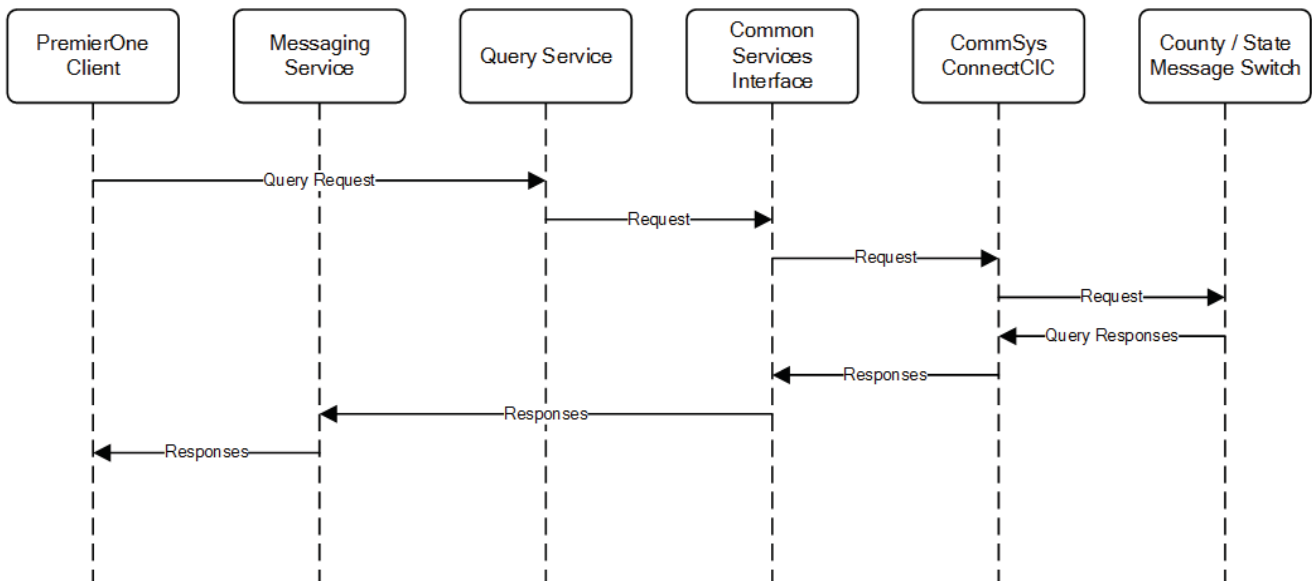 PremierOne
Client
Messaging
Service
Query Service
Common
Services
Interface
CommSys
ConnectCIC
County / State
Message Switch
Query Request
Request
Request
Request
Query Responses
Responses
Responses
Responses